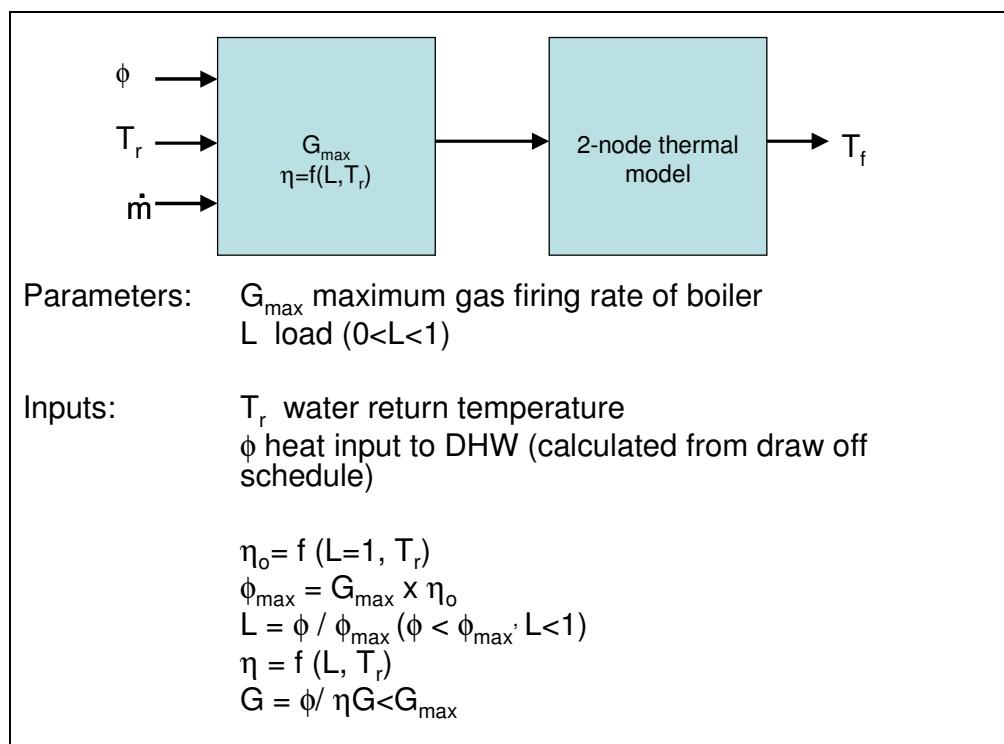 ϕ
T_r
ṁ
G_max
η=f(L,T_r)
2-node thermal
model
T_f
Parameters: G_max maximum gas firing rate of boiler
L load (0<L<1)
Inputs: T_r water return temperature
ϕ heat input to DHW (calculated from draw off
schedule)
η_o= f (L=1, T_r)
ϕ_max = G_max x η_o
L = ϕ / ϕ_max (ϕ < ϕ_max, L<1)
η = f (L, T_r)
G = ϕ/ ηG<G_max